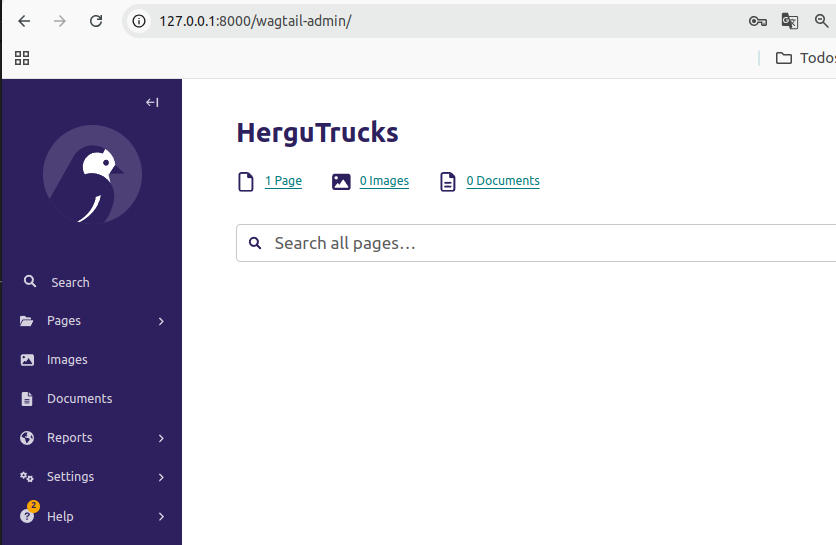 127.0.0.1:8000/wagtail-admin/
Todos
HerguTrucks
1 Page 0 Images 0 Documents
Search all pages…
Search
Pages
Images
Documents
Reports
Settings
2
Help